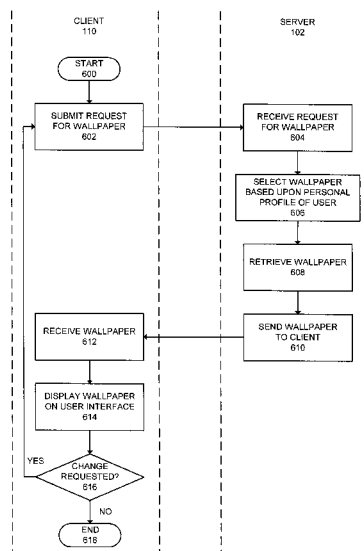 CLIENT
110
SERVER
102
START
600
SUBMIT REQUEST
FOR WALLPAPER
602
RECEIVE REQUEST
FOR WALLPAPER
604
SELECT WALLPAPER
BASED UPON PERSONAL
PROFILE OF USER
606
RETRIEVE WALLPAPER
608
SEND WALLPAPER
TO CLIENT
610
RECEIVE WALLPAPER
612
DISPLAY WALLPAPER
ON USER INTERFACE
614
YES
CHANGE
REQUESTED?
616
NO
END
618